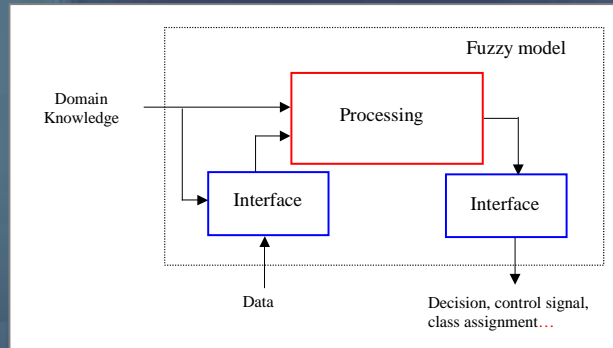 Fuzzy model
Domain
Knowledge
Processing
Interface
Interface
Data
Decision, control signal,
class assignment…